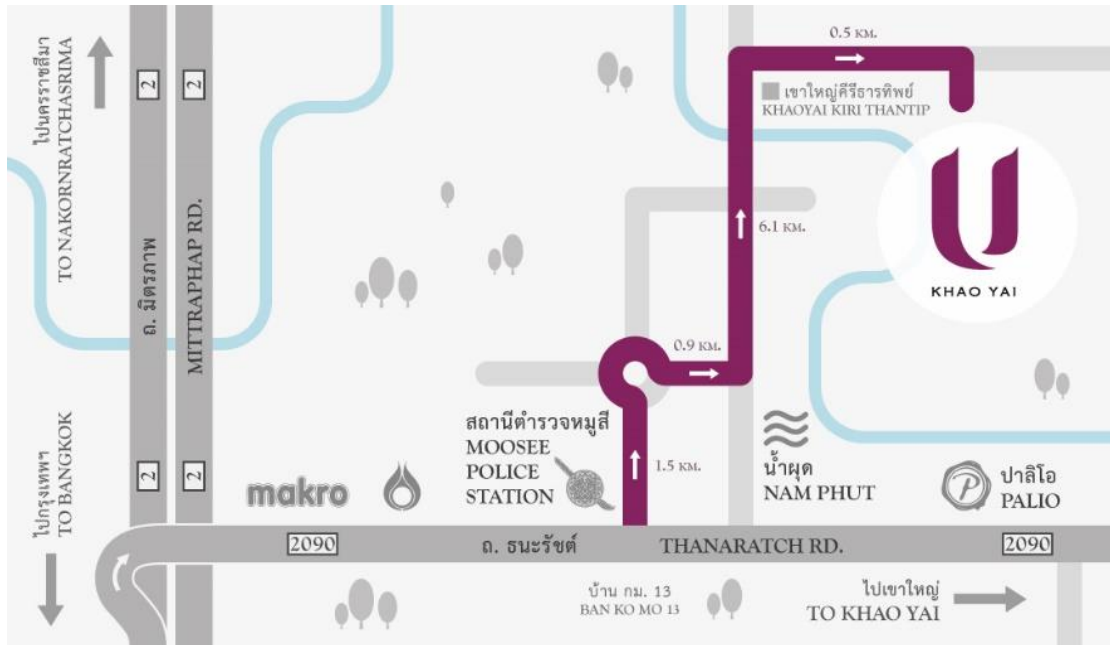 ไปนครราชสีมา
TO NAKORNRATCHASRIMA
2
2
ถ. มิตรภาพ
MITTRAPHAP RD.
2
2
ไปกรุงเทพฯ
TO BANGKOK
0.5 KM.
เขาใหญ่คีรีธารทิพย์
KHAOYAI KIRI THANTIP
6.1 KM.
U
KHAO YAI
0.9 KM.
1.5 KM.
makro
สถานีตำรวจหมูสี
MOOSEE
POLICE
STATION
น้ำผุด
NAM PHUT
P
ปาลิโอ
PALIO
2090
ถ. ธนะรัชต์
THANARATCH RD.
2090
บ้าน กม. 13
BAN KO MO 13
ไปเขาใหญ่
TO KHAO YAI